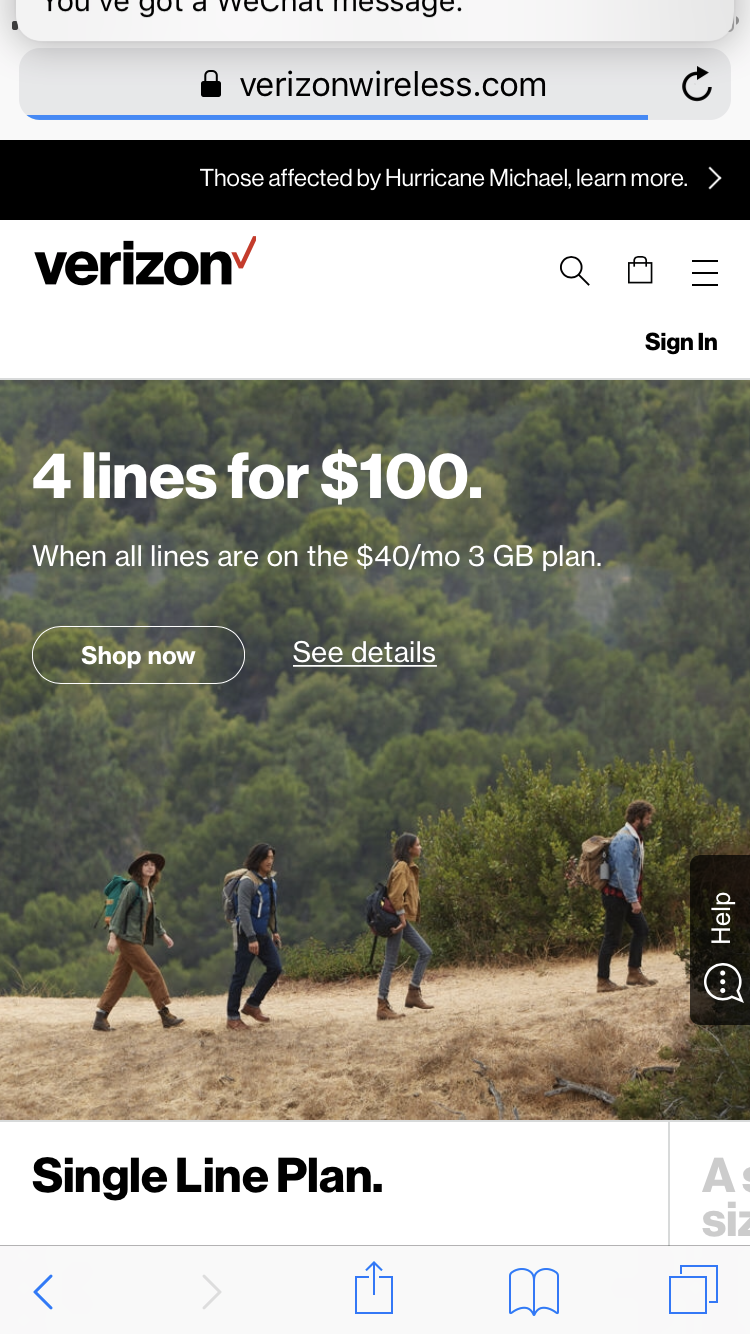 You've got a WeChat message.
verizonwireless.com
Those affected by Hurricane Michael, learn more.
verizon
Sign In
4 lines for $100.
When all lines are on the $40/mo 3 GB plan.
Shop now
See details
Help
Single Line Plan.
A